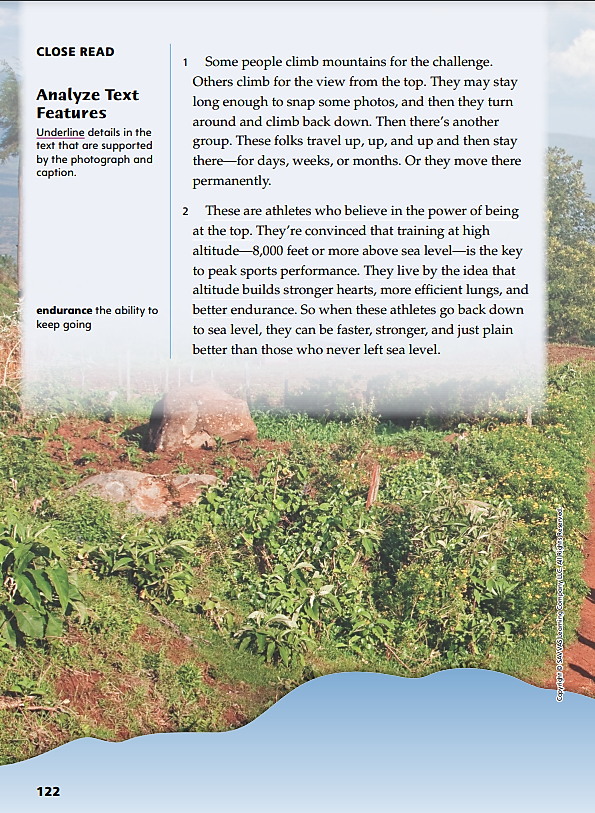 CLOSE READ
Analyze Text
Features
Underline details in the
text that are supported
by the photograph and
caption.
endurance the ability to
keep going
1 Some people climb mountains for the challenge.
Others climb for the view from the top. They may stay
long enough to snap some photos, and then they turn
around and climb back down. Then there’s another
group. These folks travel up, up, and up and then stay
there—for days, weeks, or months. Or they move there
permanently.
2 These are athletes who believe in the power of being
at the top. They’re convinced that training at high
altitude—8,000 feet or more above sea level—is the key
to peak sports performance. They live by the idea that
altitude builds stronger hearts, more efficient lungs, and
better endurance. So when these athletes go back down
to sea level, they can be faster, stronger, and just plain
better than those who never left sea level.
Copyright © SAVVAS Learning Company LLC. All Rights Reserved.
122